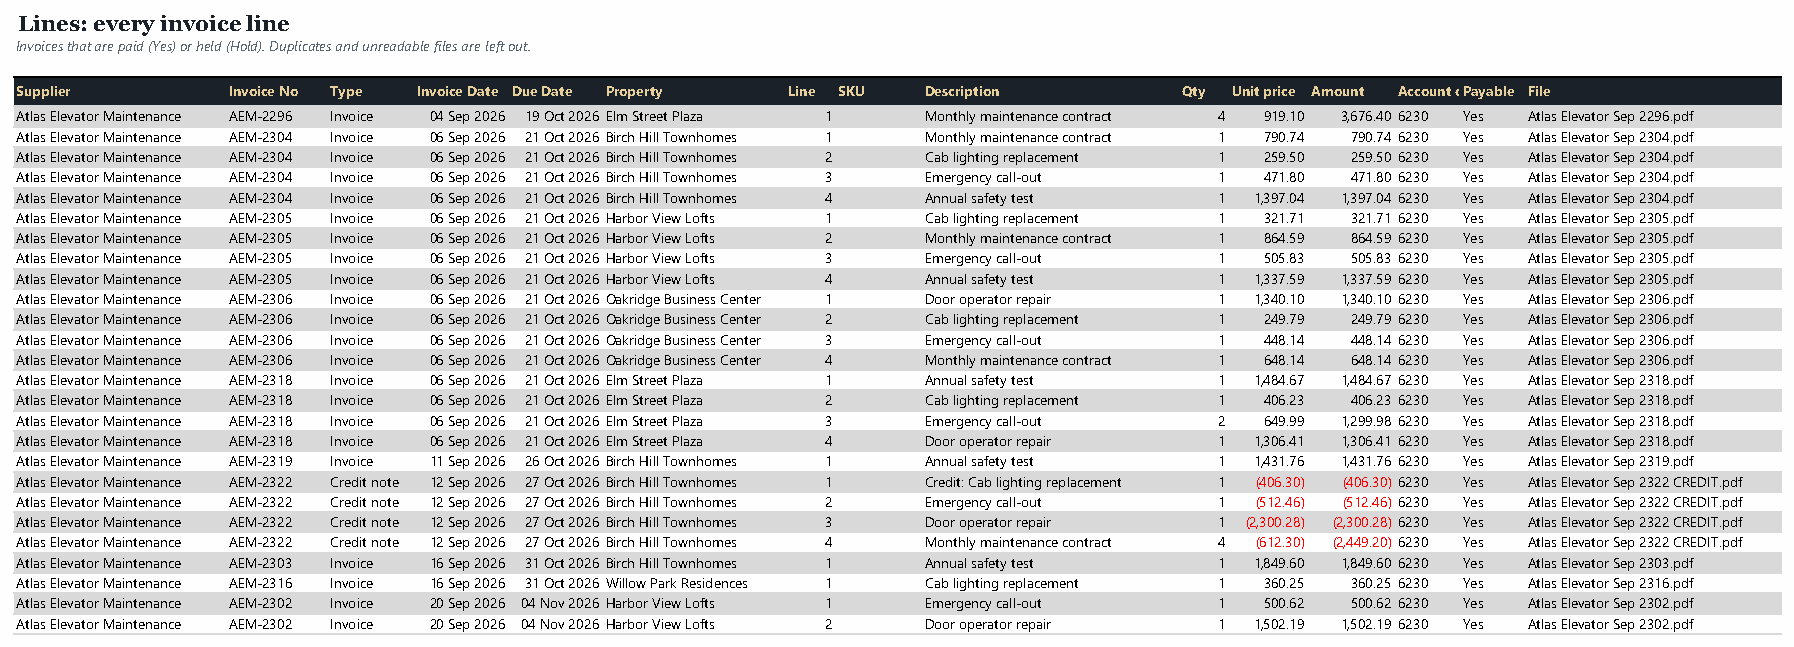 Lines: every invoice line
Invoices that are paid (Yes) or held (Hold). Duplicates and unreadable files are left out.
Supplier Invoice No Type Invoice Date Due Date Property Line SKU Description Qty Unit price Amount Account c Payable File
Atlas Elevator Maintenance AEM-2296 Invoice 04 Sep 2026 19 Oct 2026 Elm Street Plaza 1 Monthly maintenance contract 4 919.10 3,676.40 6230 Yes Atlas Elevator Sep 2296.pdf
Atlas Elevator Maintenance AEM-2304 Invoice 06 Sep 2026 21 Oct 2026 Birch Hill Townhomes 1 Monthly maintenance contract 1 790.74 790.74 6230 Yes Atlas Elevator Sep 2304.pdf
Atlas Elevator Maintenance AEM-2304 Invoice 06 Sep 2026 21 Oct 2026 Birch Hill Townhomes 2 Cab lighting replacement 1 259.50 259.50 6230 Yes Atlas Elevator Sep 2304.pdf
Atlas Elevator Maintenance AEM-2304 Invoice 06 Sep 2026 21 Oct 2026 Birch Hill Townhomes 3 Emergency call-out 1 471.80 471.80 6230 Yes Atlas Elevator Sep 2304.pdf
Atlas Elevator Maintenance AEM-2304 Invoice 06 Sep 2026 21 Oct 2026 Birch Hill Townhomes 4 Annual safety test 1 1,397.04 1,397.04 6230 Yes Atlas Elevator Sep 2304.pdf
Atlas Elevator Maintenance AEM-2305 Invoice 06 Sep 2026 21 Oct 2026 Harbor View Lofts 1 Cab lighting replacement 1 321.71 321.71 6230 Yes Atlas Elevator Sep 2305.pdf
Atlas Elevator Maintenance AEM-2305 Invoice 06 Sep 2026 21 Oct 2026 Harbor View Lofts 2 Monthly maintenance contract 1 864.59 864.59 6230 Yes Atlas Elevator Sep 2305.pdf
Atlas Elevator Maintenance AEM-2305 Invoice 06 Sep 2026 21 Oct 2026 Harbor View Lofts 3 Emergency call-out 1 505.83 505.83 6230 Yes Atlas Elevator Sep 2305.pdf
Atlas Elevator Maintenance AEM-2305 Invoice 06 Sep 2026 21 Oct 2026 Harbor View Lofts 4 Annual safety test 1 1,337.59 1,337.59 6230 Yes Atlas Elevator Sep 2305.pdf
Atlas Elevator Maintenance AEM-2306 Invoice 06 Sep 2026 21 Oct 2026 Oakridge Business Center 1 Door operator repair 1 1,340.10 1,340.10 6230 Yes Atlas Elevator Sep 2306.pdf
Atlas Elevator Maintenance AEM-2306 Invoice 06 Sep 2026 21 Oct 2026 Oakridge Business Center 2 Cab lighting replacement 1 249.79 249.79 6230 Yes Atlas Elevator Sep 2306.pdf
Atlas Elevator Maintenance AEM-2306 Invoice 06 Sep 2026 21 Oct 2026 Oakridge Business Center 3 Emergency call-out 1 448.14 448.14 6230 Yes Atlas Elevator Sep 2306.pdf
Atlas Elevator Maintenance AEM-2306 Invoice 06 Sep 2026 21 Oct 2026 Oakridge Business Center 4 Monthly maintenance contract 1 648.14 648.14 6230 Yes Atlas Elevator Sep 2306.pdf
Atlas Elevator Maintenance AEM-2318 Invoice 06 Sep 2026 21 Oct 2026 Elm Street Plaza 1 Annual safety test 1 1,484.67 1,484.67 6230 Yes Atlas Elevator Sep 2318.pdf
Atlas Elevator Maintenance AEM-2318 Invoice 06 Sep 2026 21 Oct 2026 Elm Street Plaza 2 Cab lighting replacement 1 406.23 406.23 6230 Yes Atlas Elevator Sep 2318.pdf
Atlas Elevator Maintenance AEM-2318 Invoice 06 Sep 2026 21 Oct 2026 Elm Street Plaza 3 Emergency call-out 2 649.99 1,299.98 6230 Yes Atlas Elevator Sep 2318.pdf
Atlas Elevator Maintenance AEM-2318 Invoice 06 Sep 2026 21 Oct 2026 Elm Street Plaza 4 Door operator repair 1 1,306.41 1,306.41 6230 Yes Atlas Elevator Sep 2318.pdf
Atlas Elevator Maintenance AEM-2319 Invoice 11 Sep 2026 26 Oct 2026 Birch Hill Townhomes 1 Annual safety test 1 1,431.76 1,431.76 6230 Yes Atlas Elevator Sep 2319.pdf
Atlas Elevator Maintenance AEM-2322 Credit note 12 Sep 2026 27 Oct 2026 Birch Hill Townhomes 1 Credit: Cab lighting replacement 1 (406.30) (406.30) 6230 Yes Atlas Elevator Sep 2322 CREDIT.pdf
Atlas Elevator Maintenance AEM-2322 Credit note 12 Sep 2026 27 Oct 2026 Birch Hill Townhomes 2 Emergency call-out 1 (512.46) (512.46) 6230 Yes Atlas Elevator Sep 2322 CREDIT.pdf
Atlas Elevator Maintenance AEM-2322 Credit note 12 Sep 2026 27 Oct 2026 Birch Hill Townhomes 3 Door operator repair 1 (2,300.28) (2,300.28) 6230 Yes Atlas Elevator Sep 2322 CREDIT.pdf
Atlas Elevator Maintenance AEM-2322 Credit note 12 Sep 2026 27 Oct 2026 Birch Hill Townhomes 4 Monthly maintenance contract 4 (612.30) (2,449.20) 6230 Yes Atlas Elevator Sep 2322 CREDIT.pdf
Atlas Elevator Maintenance AEM-2303 Invoice 16 Sep 2026 31 Oct 2026 Birch Hill Townhomes 1 Annual safety test 1 1,849.60 1,849.60 6230 Yes Atlas Elevator Sep 2303.pdf
Atlas Elevator Maintenance AEM-2316 Invoice 16 Sep 2026 31 Oct 2026 Willow Park Residences 1 Cab lighting replacement 1 360.25 360.25 6230 Yes Atlas Elevator Sep 2316.pdf
Atlas Elevator Maintenance AEM-2302 Invoice 20 Sep 2026 04 Nov 2026 Harbor View Lofts 1 Emergency call-out 1 500.62 500.62 6230 Yes Atlas Elevator Sep 2302.pdf
Atlas Elevator Maintenance AEM-2302 Invoice 20 Sep 2026 04 Nov 2026 Harbor View Lofts 2 Door operator repair 1 1,502.19 1,502.19 6230 Yes Atlas Elevator Sep 2302.pdf